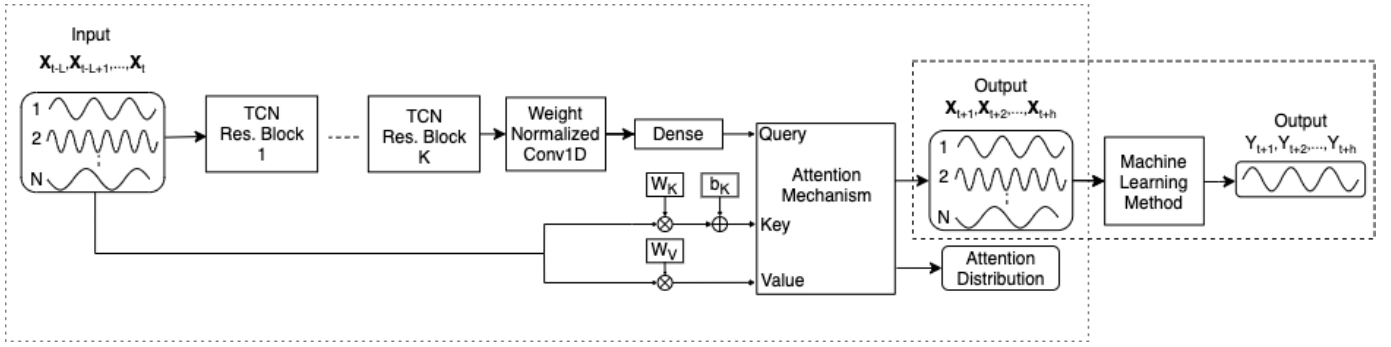 Input
X_{t-L},X_{t-L+1},...,X_t
1
2
N
TCN
Res. Block
1
TCN
Res. Block
K
Weight
Normalized
Conv1D
Dense
W_K
b_K
W_V
Query
Attention
Mechanism
Key
Value
Output
X_{t+1},X_{t+2},...,X_{t+h}
1
2
N
Attention
Distribution
Machine
Learning
Method
Output
Y_{t+1},Y_{t+2},...,Y_{t+h}